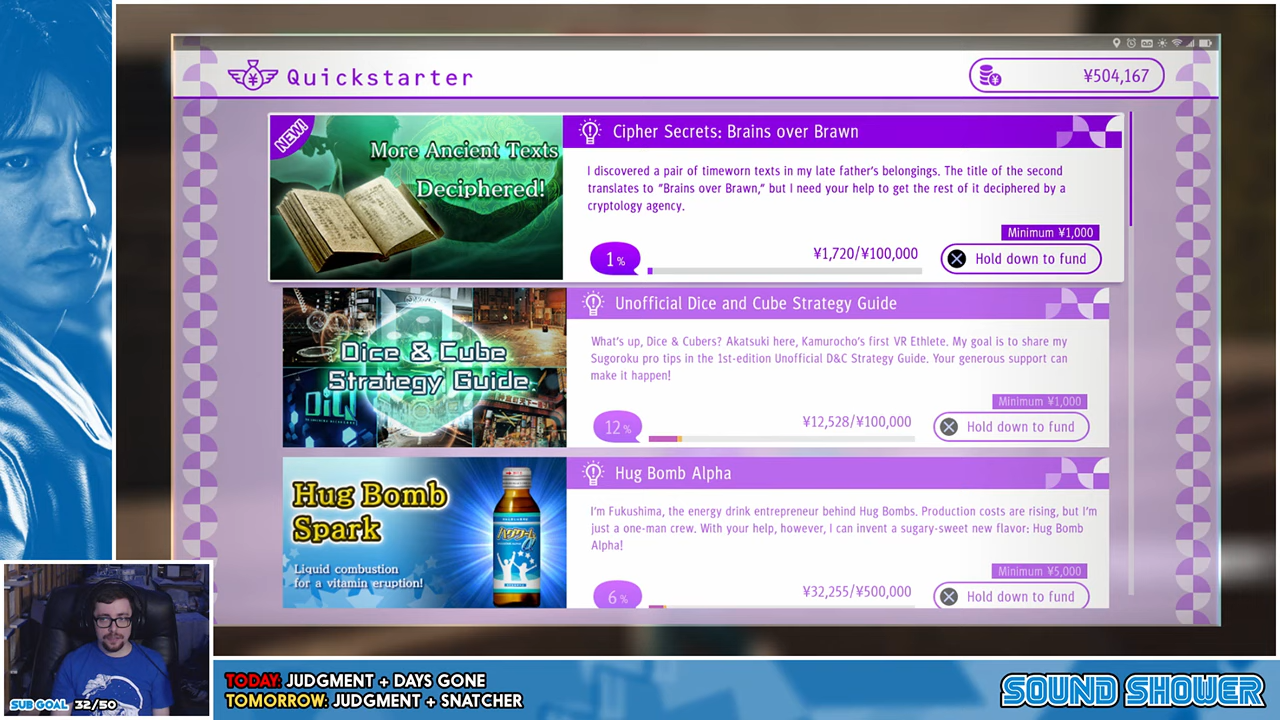 Quickstarter
¥504,167
NEW!
More Ancient Texts
Deciphered!
Cipher Secrets: Brains over Brawn
I discovered a pair of timeworn texts in my late father's belongings. The title of the second
translates to "Brains over Brawn," but I need your help to get the rest of it deciphered by a
cryptology agency.
Minimum ¥1,000
1%
¥1,720/¥100,000
Hold down to fund
Dice & Cube
Strategy Guide
Unofficial Dice and Cube Strategy Guide
What's up, Dice & Cubers? Akatsuki here, Kamurocho's first VR Ethlete. My goal is to share my
Sugoroku pro tips in the 1st-edition Unofficial D&C Strategy Guide. Your generous support can
make it happen!
Minimum ¥1,000
12%
¥12,528/¥100,000
Hold down to fund
Hug Bomb
Spark
Liquid combustion
for a vitamin eruption!
Hug Bomb Alpha
I'm Fukushima, the energy drink entrepreneur behind Hug Bombs. Production costs are rising, but I'm
just a one-man crew. With your help, however, I can invent a sugary-sweet new flavor: Hug Bomb
Alpha!
Minimum ¥5,000
6%
¥32,255/¥500,000
Hold down to fund
SUB GOAL 32/50
TODAY: JUDGMENT + DAYS GONE
TOMORROW: JUDGMENT + SNATCHER
SOUND SHOWER